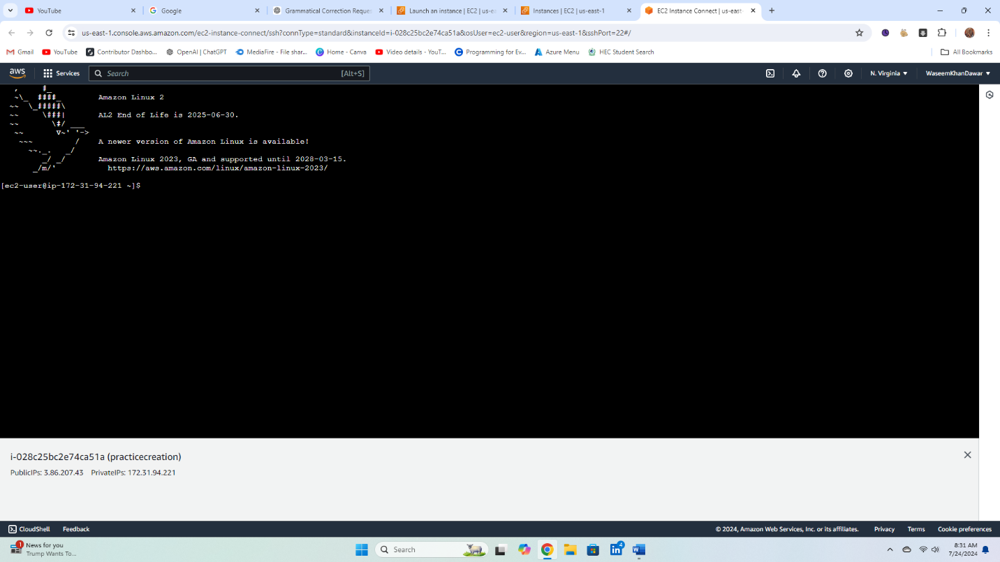 YouTube
Google
Grammatical Correction Reques
Launch an instance | EC2 | us-ea
Instances | EC2 | us-east-1
EC2 Instance Connect | us-east-
us-east-1.console.aws.amazon.com/ec2-instance-connect/ssh?connType=standard&instanceId=i-028c25bc2e74ca51a&osUser=ec2-user&region=us-east-1&sshPort=22#/
Gmail
YouTube
Contributor Dashbo...
OpenAI | ChatGPT
MediaFire - File shar...
Home - Canva
Video details - YouT...
Programming for Ev...
Azure Menu
HEC Student Search
All Bookmarks
aws
Services
Search
[Alt+S]
N. Virginia
WaseemKhanDawar
   ,     #_
   ~\_  ####_        Amazon Linux 2
  ~~  \_#####\
  ~~     \###|       AL2 End of Life is 2025-06-30.
  ~~       \#/ ___
   ~~       V~' '->
    ~~~         /    A newer version of Amazon Linux is available!
      ~~._.   _/
         _/ _/       Amazon Linux 2023, GA and supported until 2028-03-15.
       _/m/'           https://aws.amazon.com/linux/amazon-linux-2023/
[ec2-user@ip-172-31-94-221 ~]$
i-028c25bc2e74ca51a (practicecreation)
PublicIPs: 3.86.207.43 PrivateIPs: 172.31.94.221
CloudShell
Feedback
© 2024, Amazon Web Services, Inc. or its affiliates.
Privacy
Terms
Cookie preferences
1
News for you
Trump Wants To...
Search
4
8:31 AM
7/24/2024